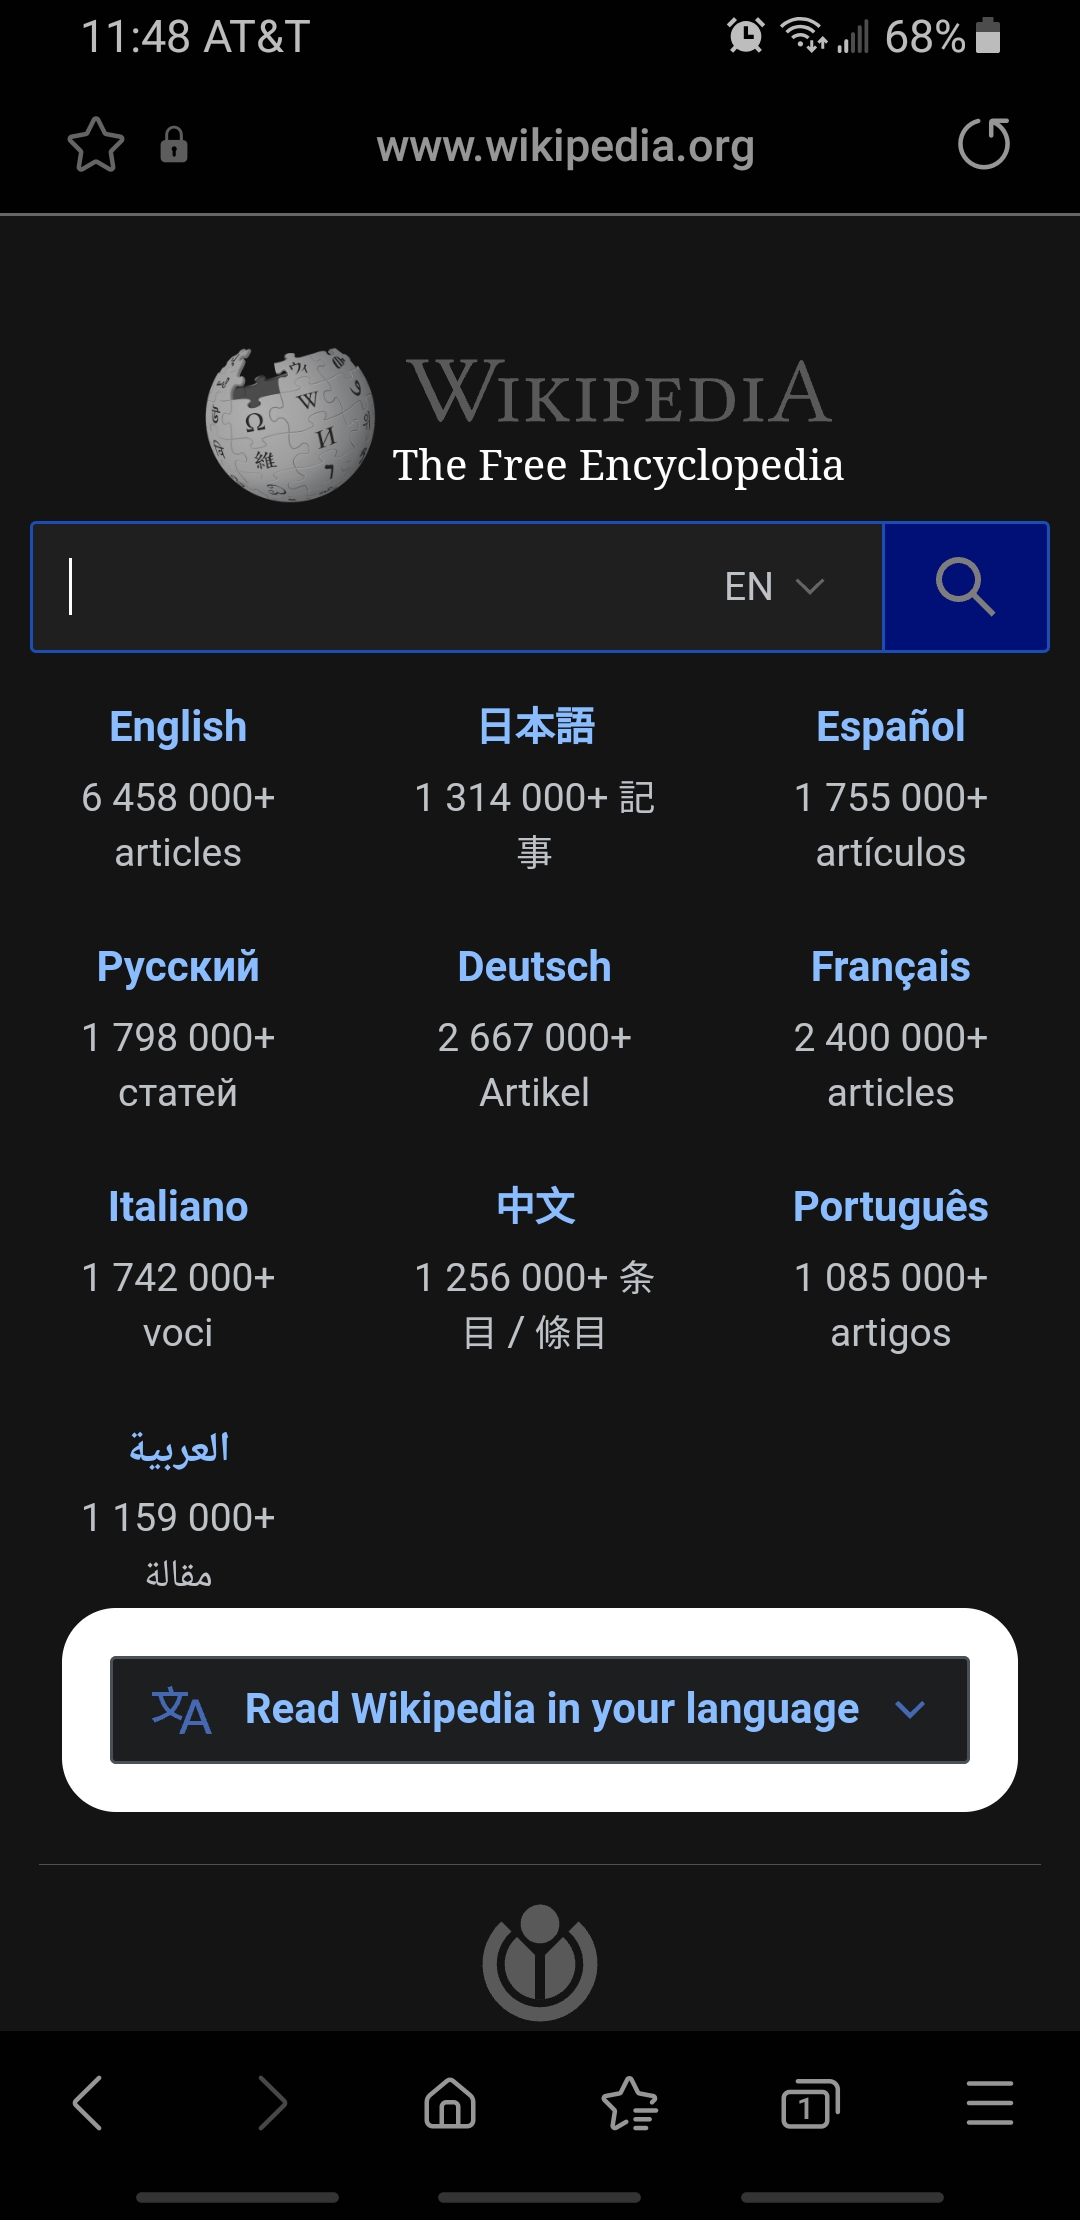 11:48 AT&T 68%
www.wikipedia.org
WIKIPEDIA
The Free Encyclopedia
EN
English
6 458 000+
articles
日本語
1 314 000+ 記
事
Español
1 755 000+
artículos
Русский
1 798 000+
статей
Deutsch
2 667 000+
Artikel
Français
2 400 000+
articles
Italiano
1 742 000+
voci
中文
1 256 000+ 条
目 / 條目
Português
1 085 000+
artigos
العربية
1 159 000+
مقالة
文A Read Wikipedia in your language
1